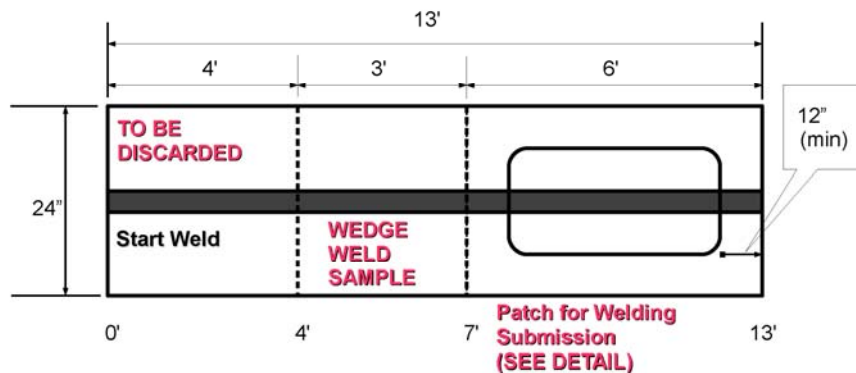 13'
4'
3'
6'
12”
(min)
TO BE
DISCARDED
24”
Start Weld
WEDGE
WELD
SAMPLE
0'
4'
7'
Patch for Welding
Submission
(SEE DETAIL)
13'